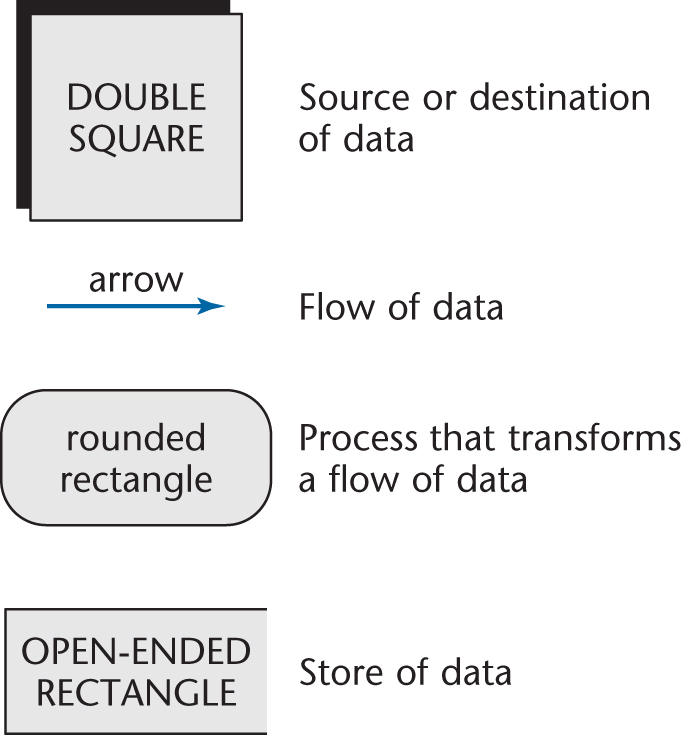 DOUBLE
SQUARE
Source or destination
of data
arrow
Flow of data
rounded
rectangle
Process that transforms
a flow of data
OPEN-ENDED
RECTANGLE
Store of data